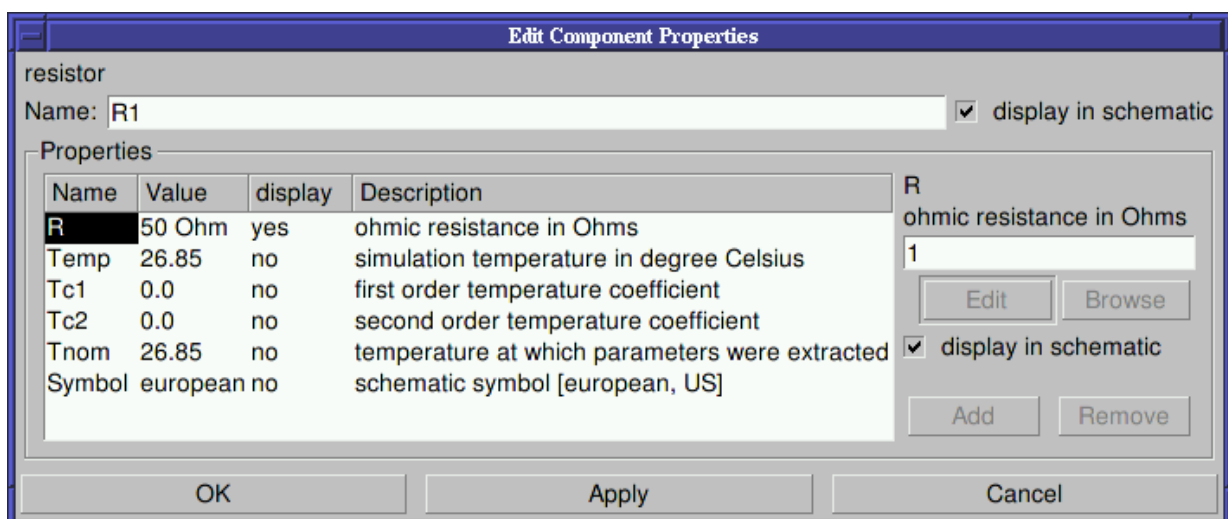 Edit Component Properties
resistor
Name: R1 display in schematic
Properties
Name Value display Description
R 50 Ohm yes ohmic resistance in Ohms
Temp 26.85 no simulation temperature in degree Celsius
Tc1 0.0 no first order temperature coefficient
Tc2 0.0 no second order temperature coefficient
Tnom 26.85 no temperature at which parameters were extracted
Symbol european no schematic symbol [european, US]
R
ohmic resistance in Ohms
1
Edit Browse
display in schematic
Add Remove
OK Apply Cancel